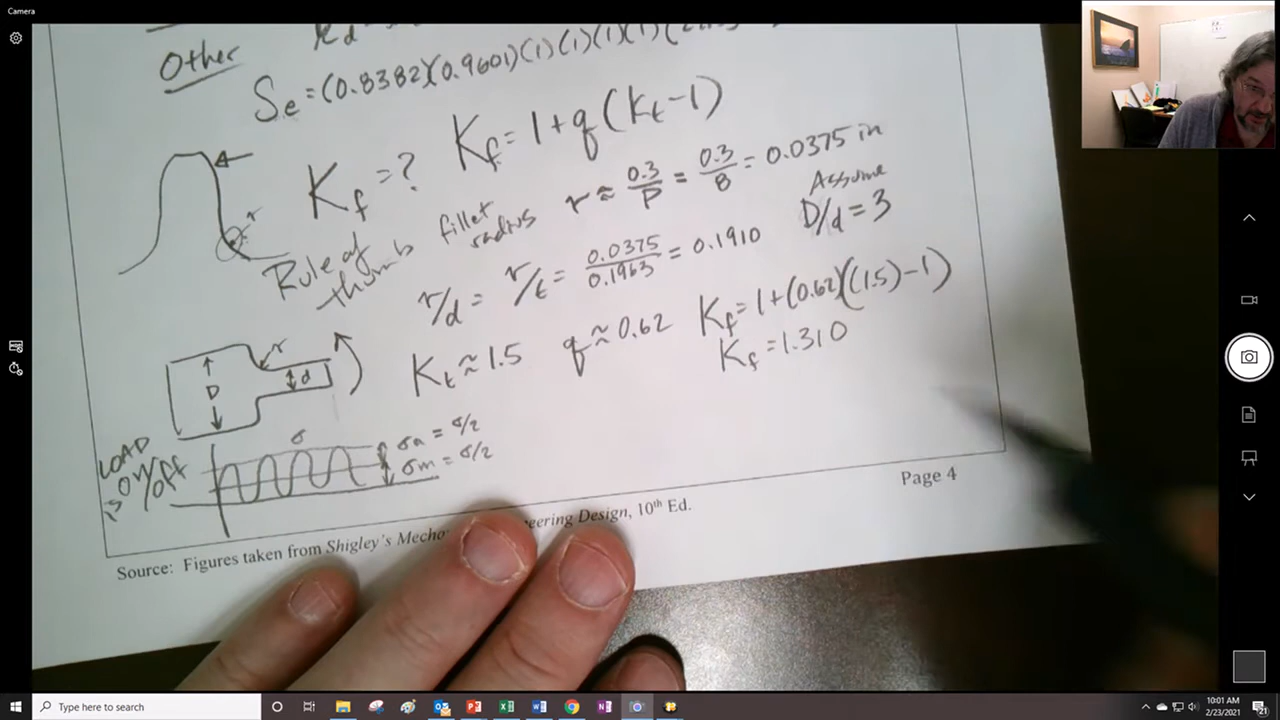 Camera
Other
Se = (0.8382)(0.9601)(1)(1)(1)(1)
Kf = ? Kf = 1 + q (Kt - 1)
r
Rule of thumb fillet radius r ≈ 0.3/P = 0.3/8 = 0.0375 in
Assume D/d = 3
r/d = r/t = 0.0375/0.1963 = 0.1910
Kt ≈ 1.5 q ≈ 0.62 Kf = 1 + (0.62)((1.5) - 1)
Kf = 1.310
r
D
d
LOAD is on/off
σ
σa = σ/2
σm = σ/2
Page 4
Source: Figures taken from Shigley's Mecha
eering Design, 10th Ed.
Type here to search
10:01 AM
2/23/2021
21